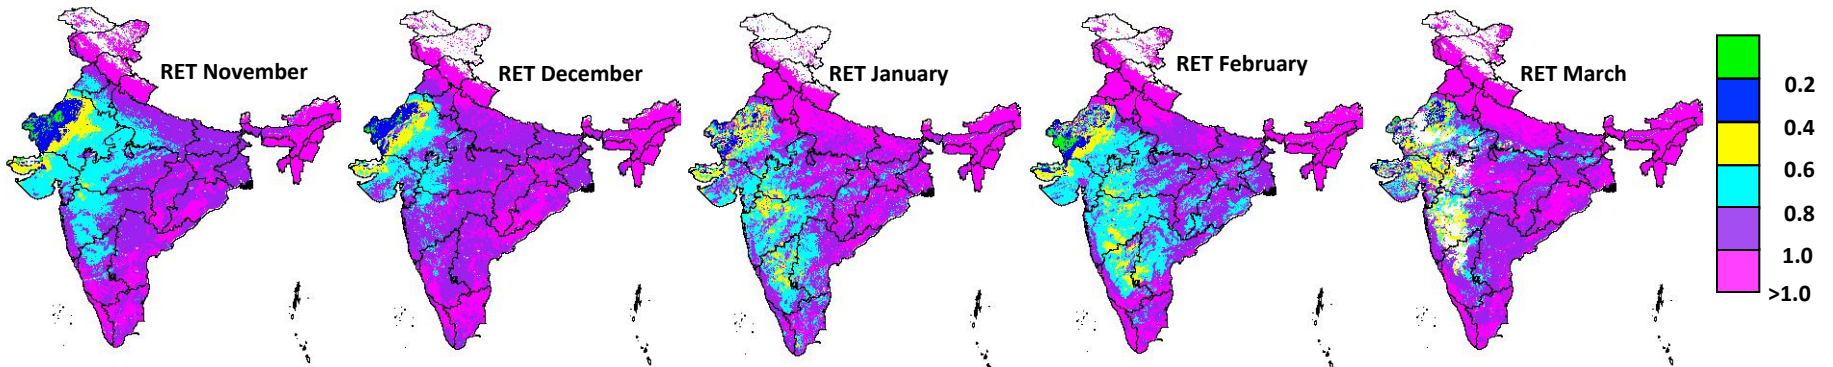 RET November
RET December
RET January
RET February
RET March
0.2
0.4
0.6
0.8
1.0
>1.0